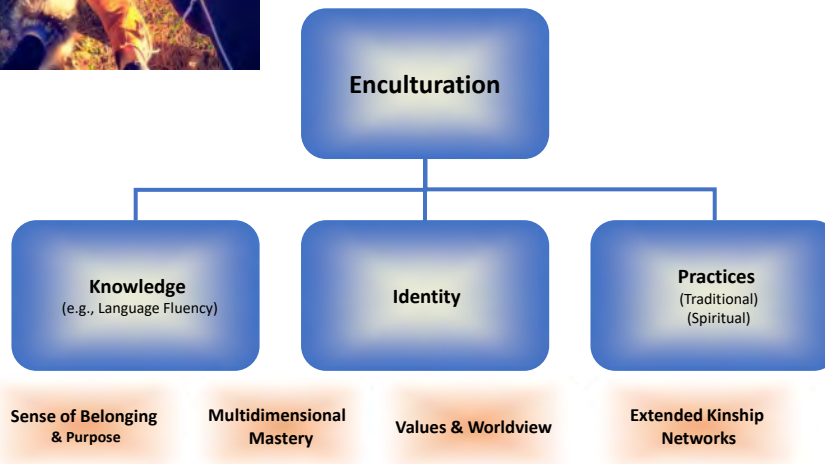 Enculturation
Knowledge
(e.g., Language Fluency)
Identity
Practices
(Traditional)
(Spiritual)
Sense of Belonging
& Purpose
Multidimensional
Mastery
Values & Worldview
Extended Kinship
Networks